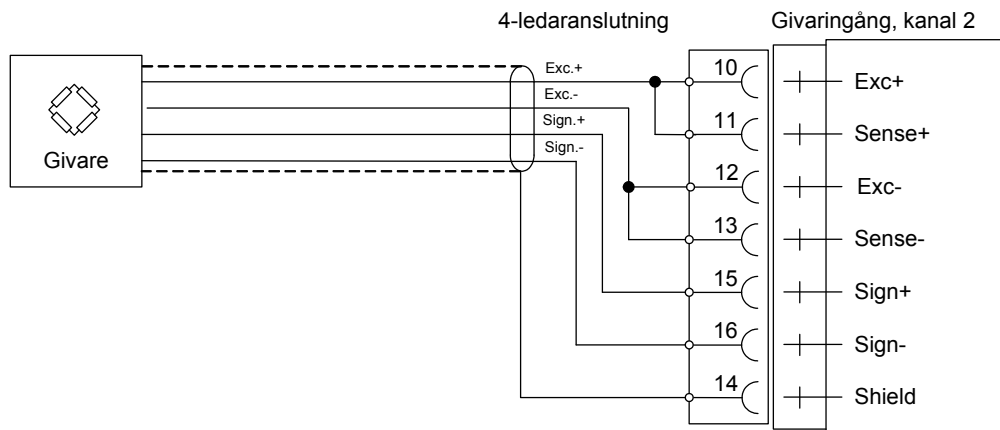 4-ledaranslutning
Givaringång, kanal 2
Givare
Exc.+
Exc.-
Sign.+
Sign.-
10 Exc+
11 Sense+
12 Exc-
13 Sense-
15 Sign+
16 Sign-
14 Shield